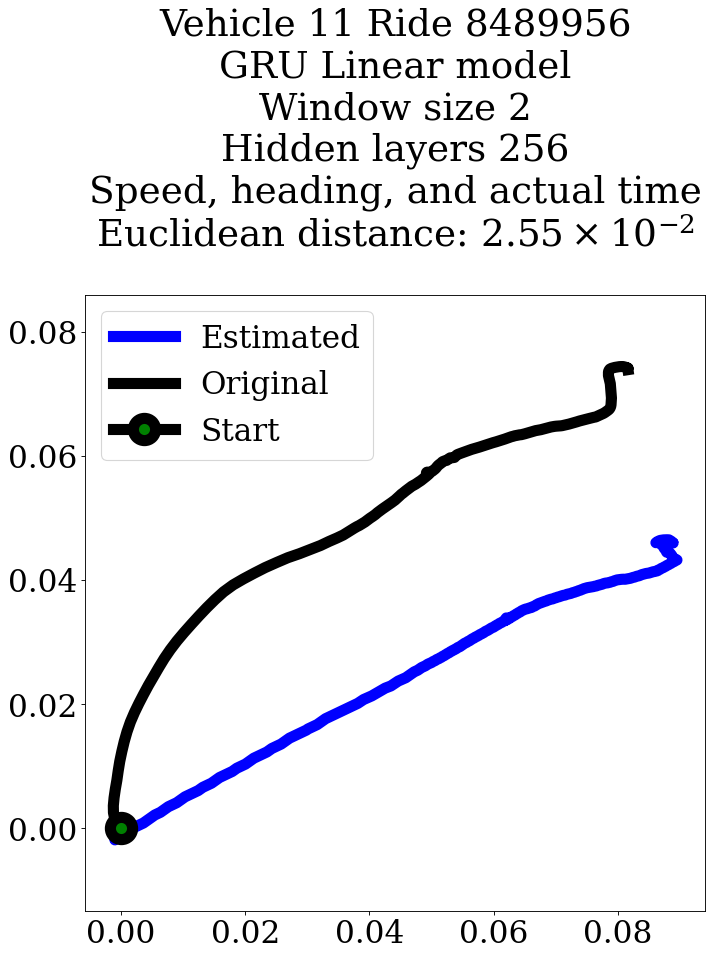 Vehicle 11 Ride 8489956
GRU Linear model
Window size 2
Hidden layers 256
Speed, heading, and actual time
Euclidean distance: 2.55 × 10⁻²
Estimated
Original
Start
0.08
0.06
0.04
0.02
0.00
0.00 0.02 0.04 0.06 0.08